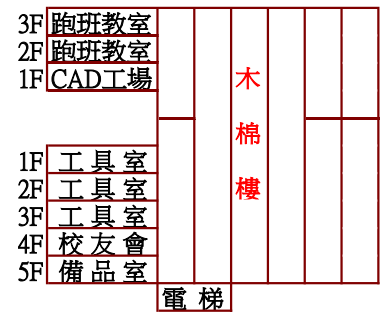 3F 跑班教室
2F 跑班教室
1F CAD工場
木棉樓
1F 工具室
2F 工具室
3F 工具室
4F 校友會
5F 備品室
電梯